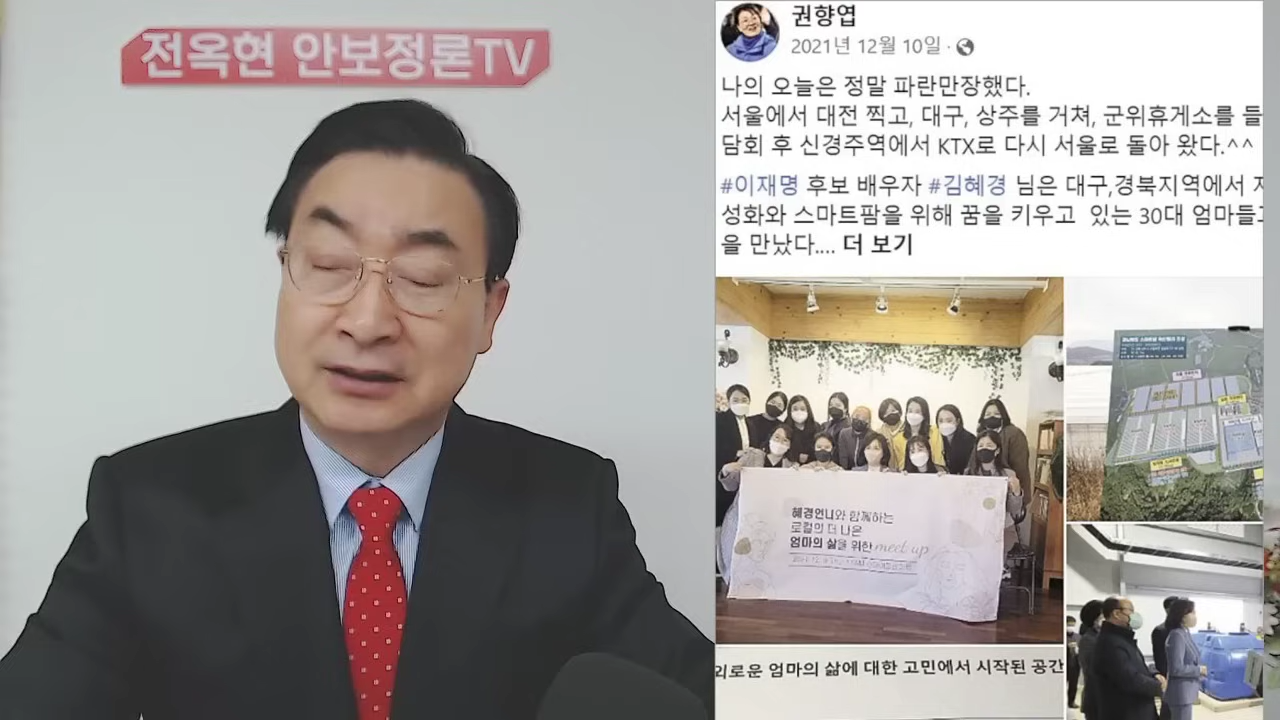 전옥현 안보정론TV
권향엽
2021년 12월 10일 ·
나의 오늘은 정말 파란만장했다.
서울에서 대전 찍고, 대구, 상주를 거쳐, 군위휴게소를 들
담회 후 신경주역에서 KTX로 다시 서울로 돌아 왔다.^^
#이재명 후보 배우자 #김혜경 님은 대구,경북지역에서
성화와 스마트팜을 위해 꿈을 키우고 있는 30대 엄마들
을 만났다.... 더 보기
혜경언니와 함께하는
로컬의 더 나은
엄마의 삶을 위한 meet up
외로운 엄마의 삶에 대한 고민에서 시작된 공간